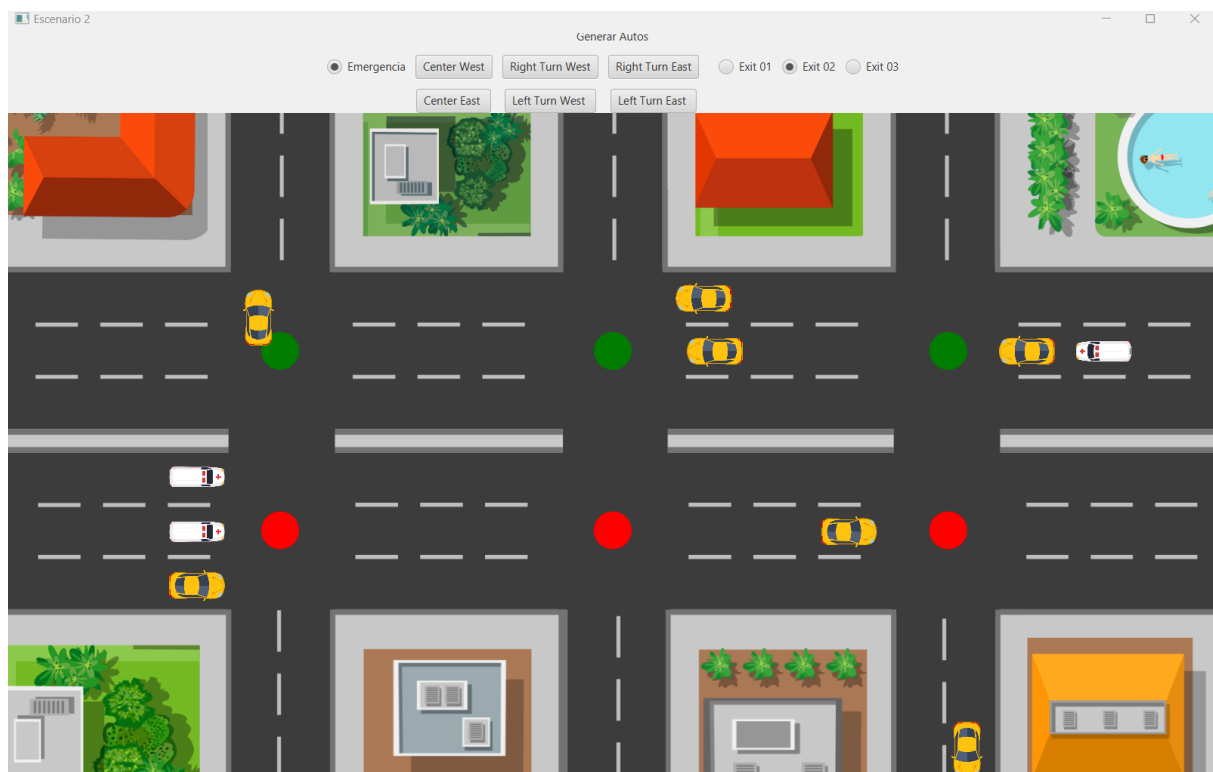 Escenario 2
Generar Autos
Emergencia Center West Right Turn West Right Turn East Exit 01 Exit 02 Exit 03
Center East Left Turn West Left Turn East